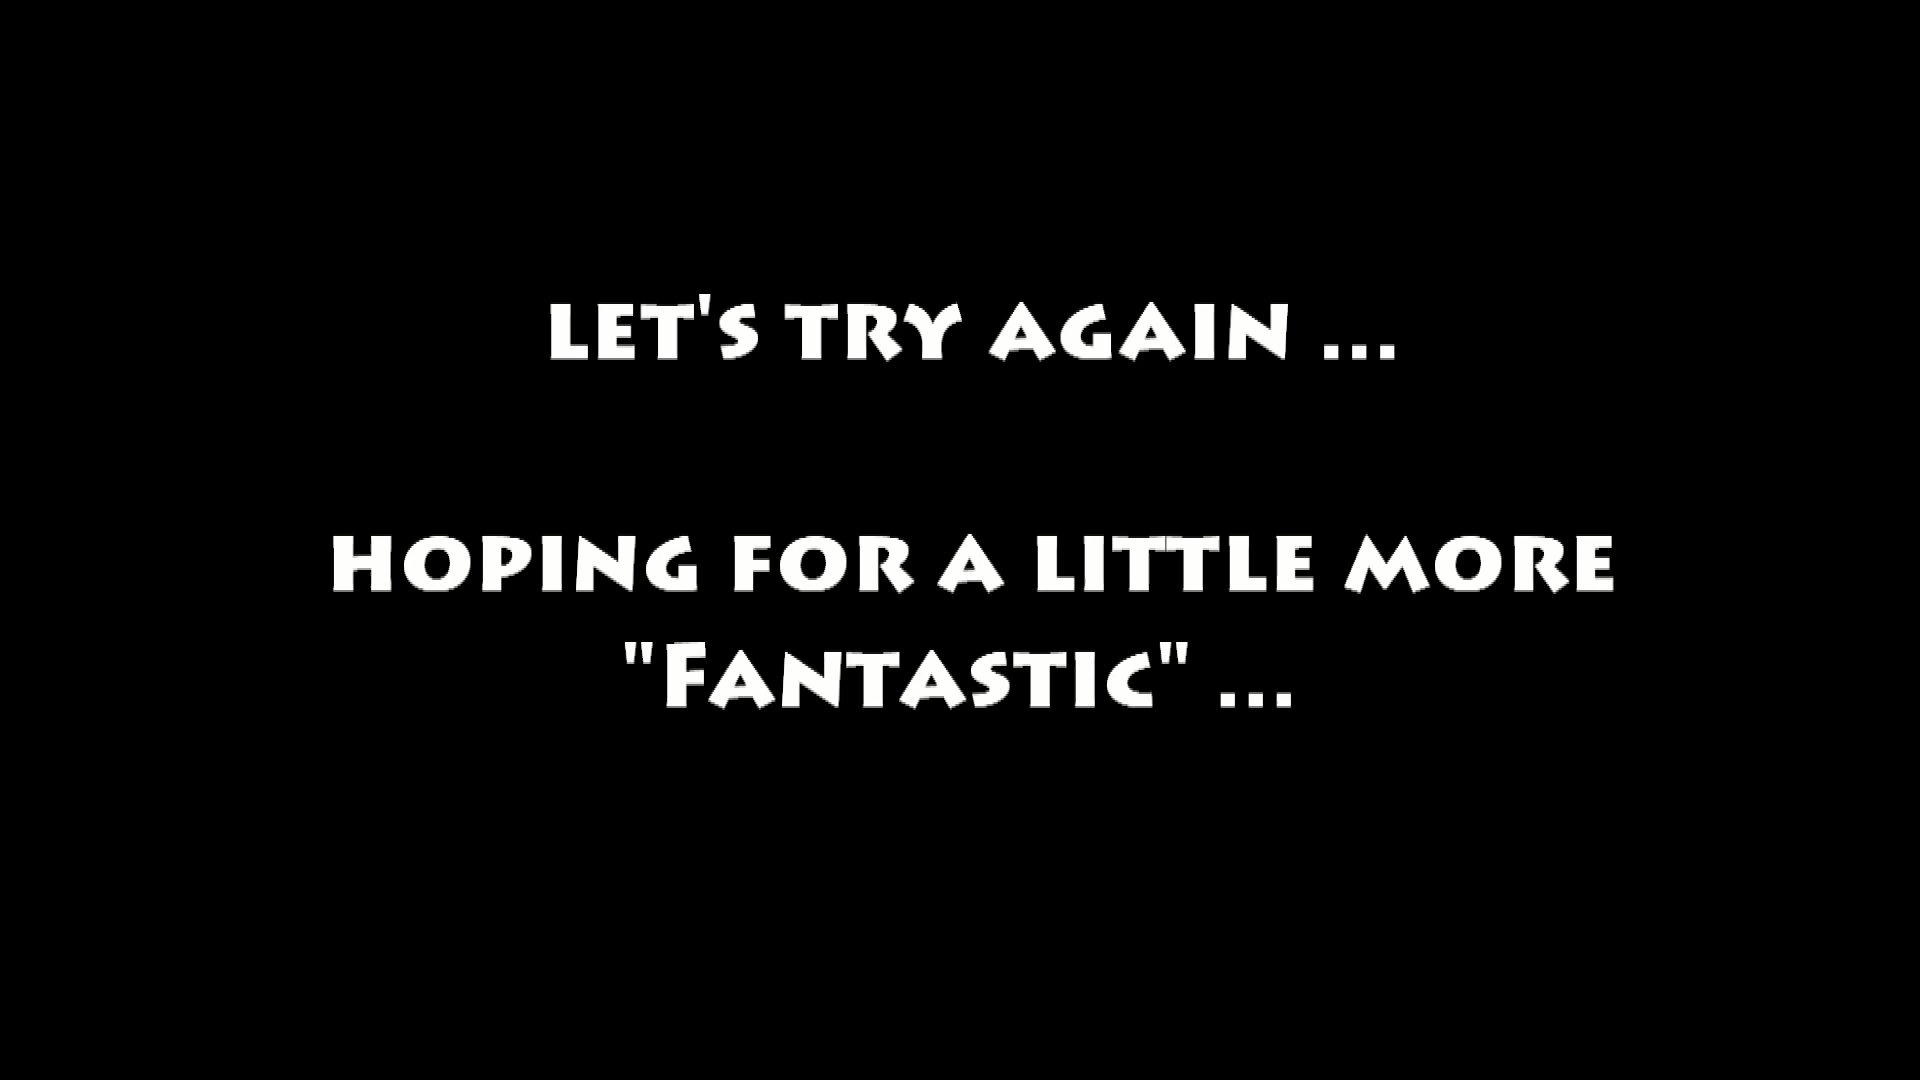 LET'S TRY AGAIN ...
HOPING FOR A LITTLE MORE
"FANTASTIC" ...